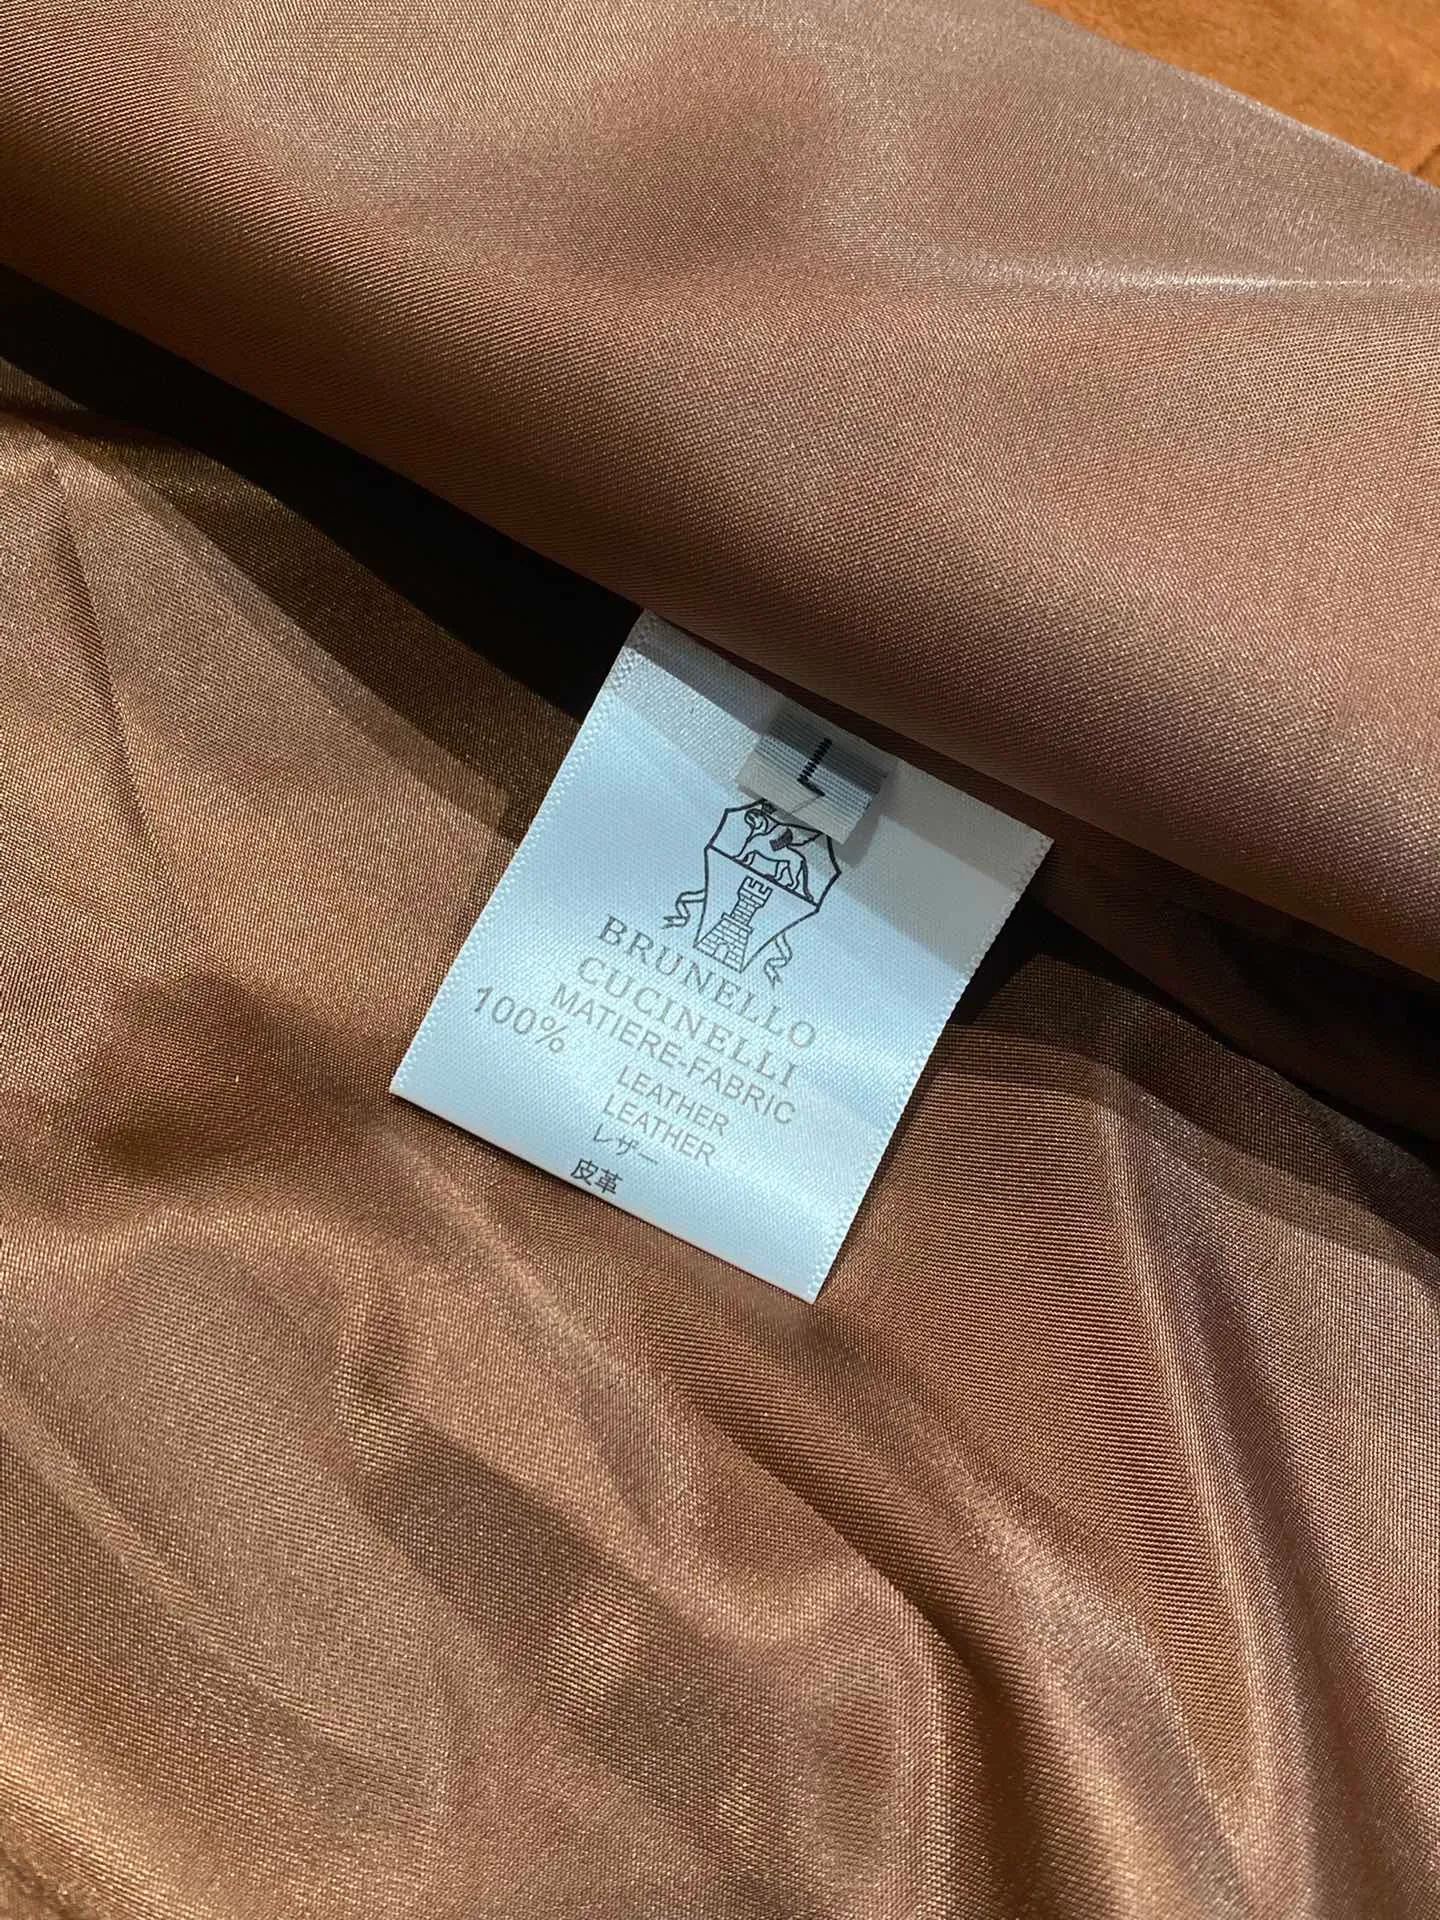 L
BRUNELLO
CUCINELLI
MATIERE-FABRIC
100%
LEATHER
LEATHER
レザー
皮革